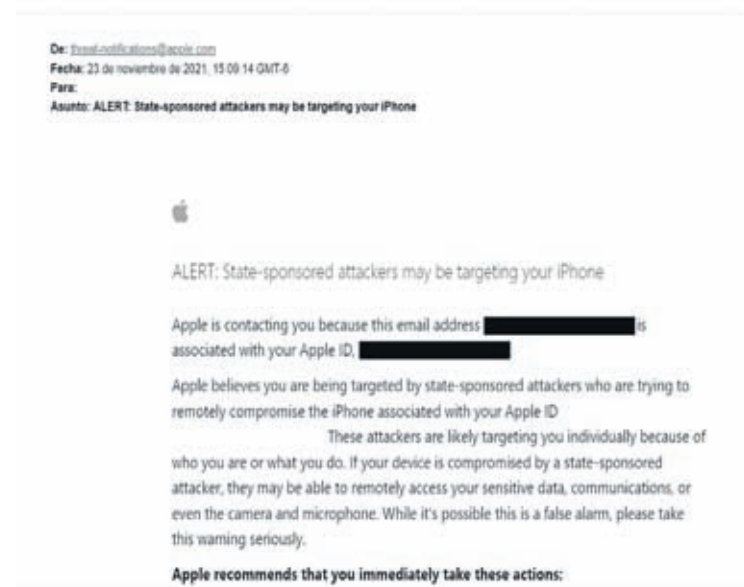 De: threat-notifications@apple.com
Fecha: 23 de noviembre de 2021, 15:09:14 GMT-6
Para:
Asunto: ALERT: State-sponsored attackers may be targeting your iPhone
ALERT: State-sponsored attackers may be targeting your iPhone
Apple is contacting you because this email address is
associated with your Apple ID,
Apple believes you are being targeted by state-sponsored attackers who are trying to
remotely compromise the iPhone associated with your Apple ID
These attackers are likely targeting you individually because of
who you are or what you do. If your device is compromised by a state-sponsored
attacker, they may be able to remotely access your sensitive data, communications, or
even the camera and microphone. While it's possible this is a false alarm, please take
this warning seriously.
Apple recommends that you immediately take these actions: